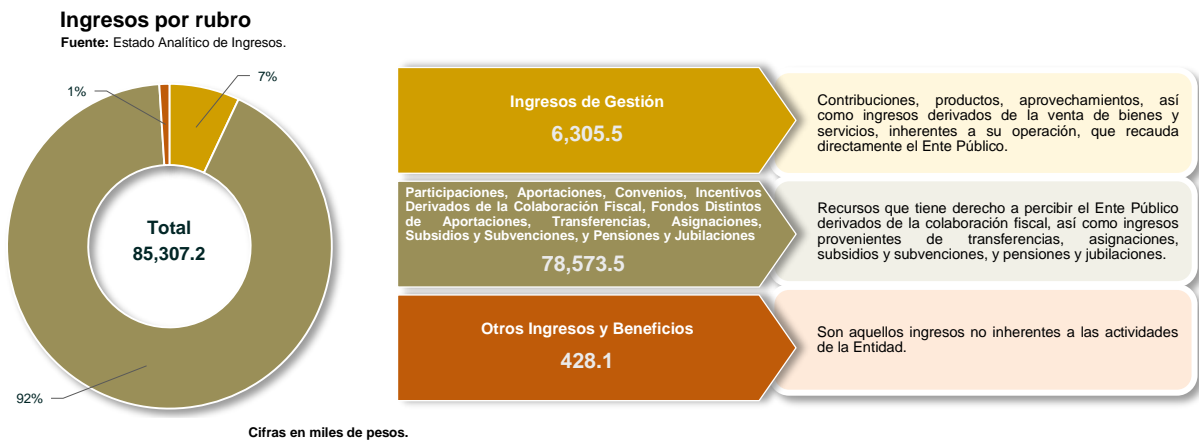 Ingresos por rubro
Fuente: Estado Analítico de Ingresos.
7%
1%
Total
85,307.2
92%
Ingresos de Gestión
6,305.5
Contribuciones, productos, aprovechamientos, así
como ingresos derivados de la venta de bienes y
servicios, inherentes a su operación, que recauda
directamente el Ente Público.
Participaciones, Aportaciones, Convenios, Incentivos
Derivados de la Colaboración Fiscal, Fondos Distintos
de Aportaciones, Transferencias, Asignaciones,
Subsidios y Subvenciones, y Pensiones y Jubilaciones
78,573.5
Recursos que tiene derecho a percibir el Ente Público
derivados de la colaboración fiscal, así como ingresos
provenientes de transferencias, asignaciones,
subsidios y subvenciones, y pensiones y jubilaciones.
Otros Ingresos y Beneficios
428.1
Son aquellos ingresos no inherentes a las actividades
de la Entidad.
Cifras en miles de pesos.